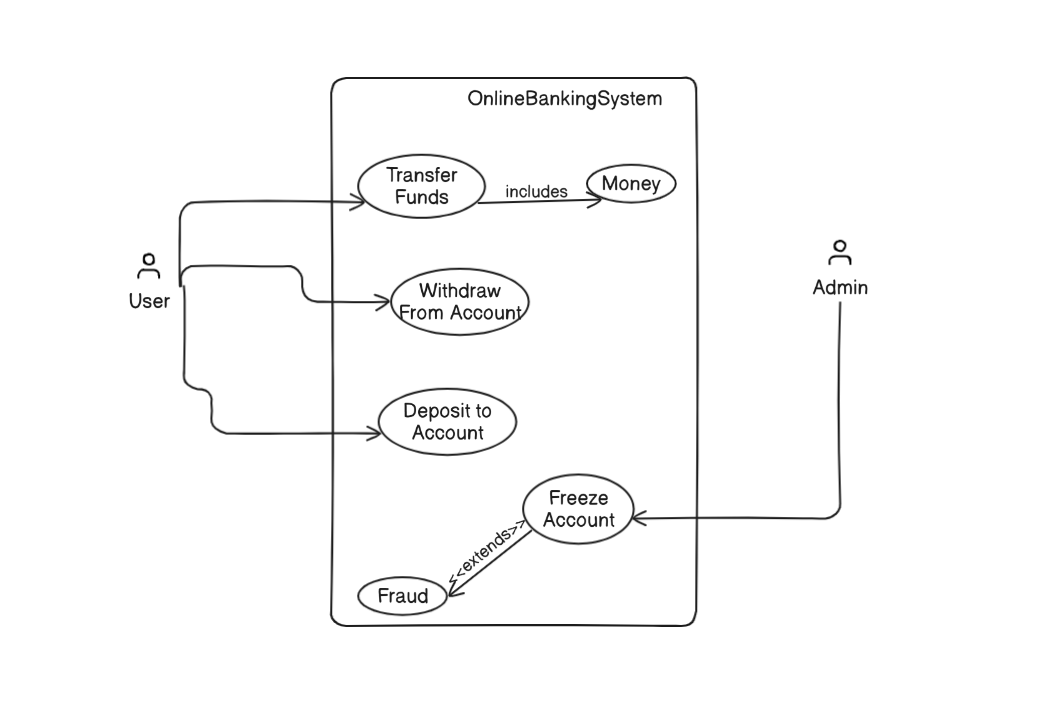 OnlineBankingSystem
Transfer
Funds
includes
Money
User
Withdraw
From Account
Admin
Deposit to
Account
Freeze
Account
<<extends>>
Fraud